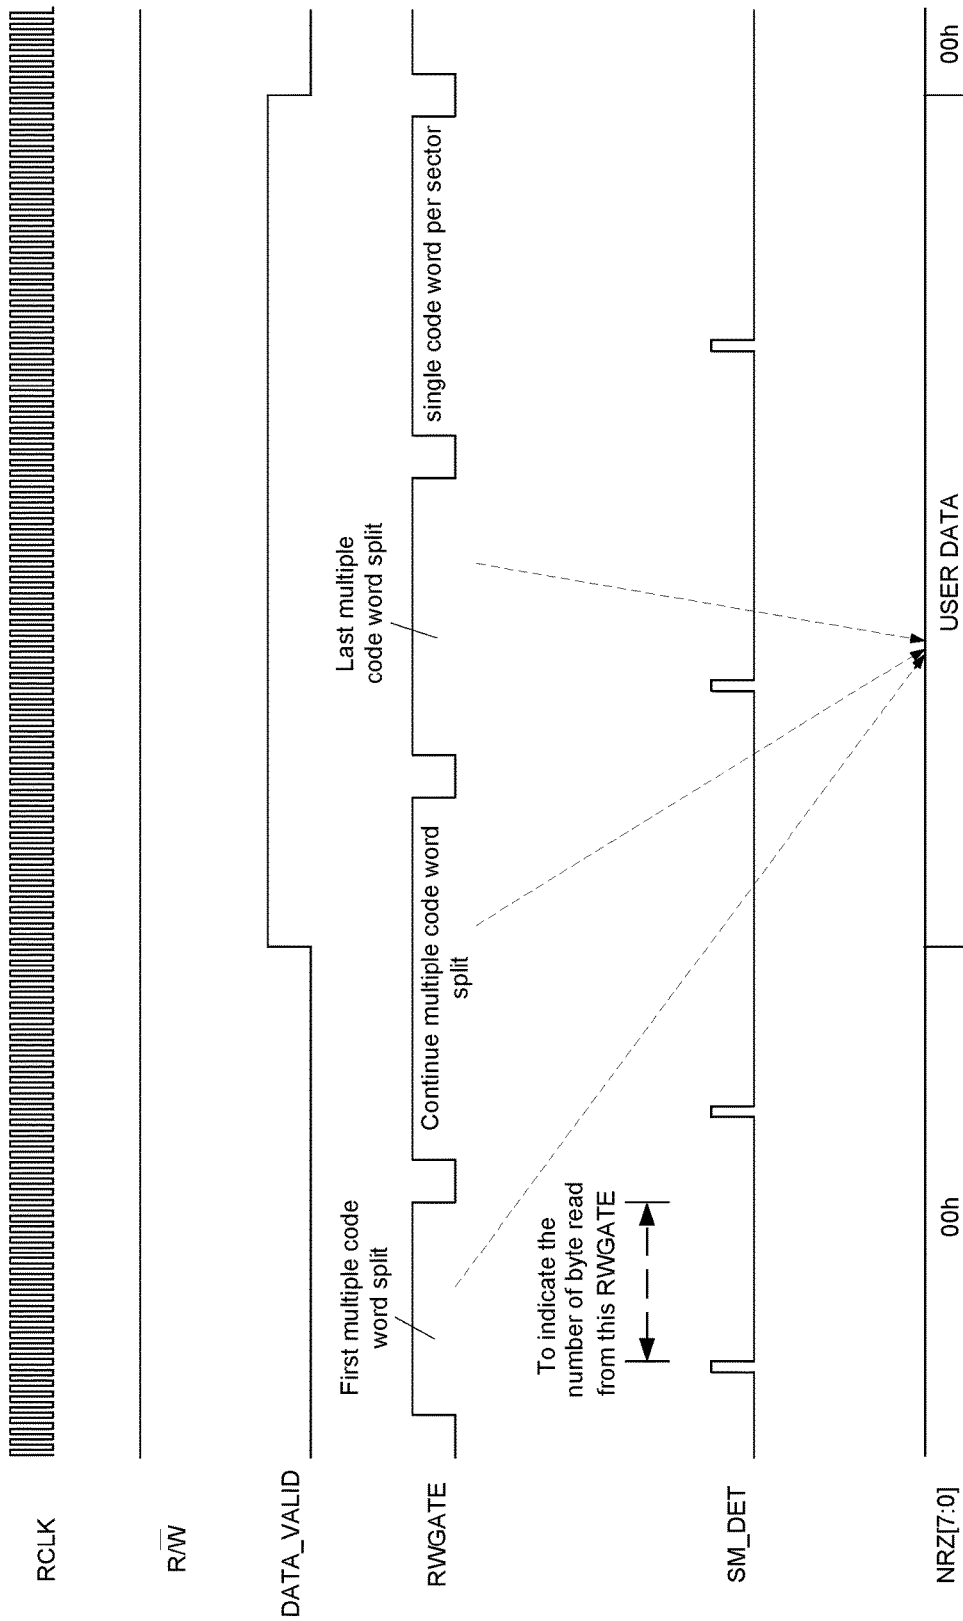 RCLK
R/W̅
DATA_VALID
First multiple code
word split
Last multiple
code word split
RWGATE
Continue multiple code word
split
single code word per sector
To indicate the
number of byte read
from this RWGATE
SM_DET
NRZ[7:0]
00h
USER DATA
00h